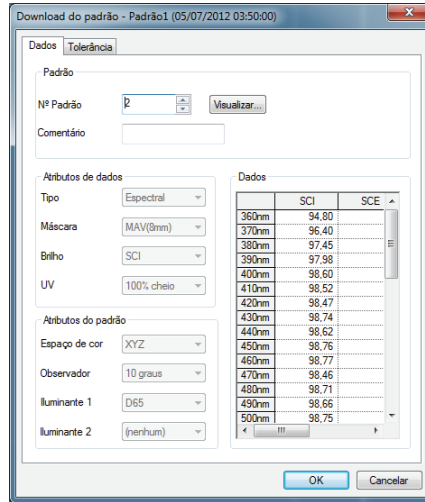 Download do padrão - Padrão1 (05/07/2012 03:50:00)
Dados Tolerância
Padrão
Nº Padrão 2 Visualizar...
Comentário
Atributos de dados
Tipo Espectral
Máscara MAV(8mm)
Brilho SCI
UV 100% cheio
Atributos do padrão
Espaço de cor XYZ
Observador 10 graus
Iluminante 1 D65
Iluminante 2 (nenhum)
Dados
SCI SCE
360nm 94,80
370nm 96,40
380nm 97,45
390nm 97,98
400nm 98,60
410nm 98,52
420nm 98,47
430nm 98,74
440nm 98,62
450nm 98,76
460nm 98,77
470nm 98,46
480nm 98,71
490nm 98,66
500nm 98,75
OK Cancelar